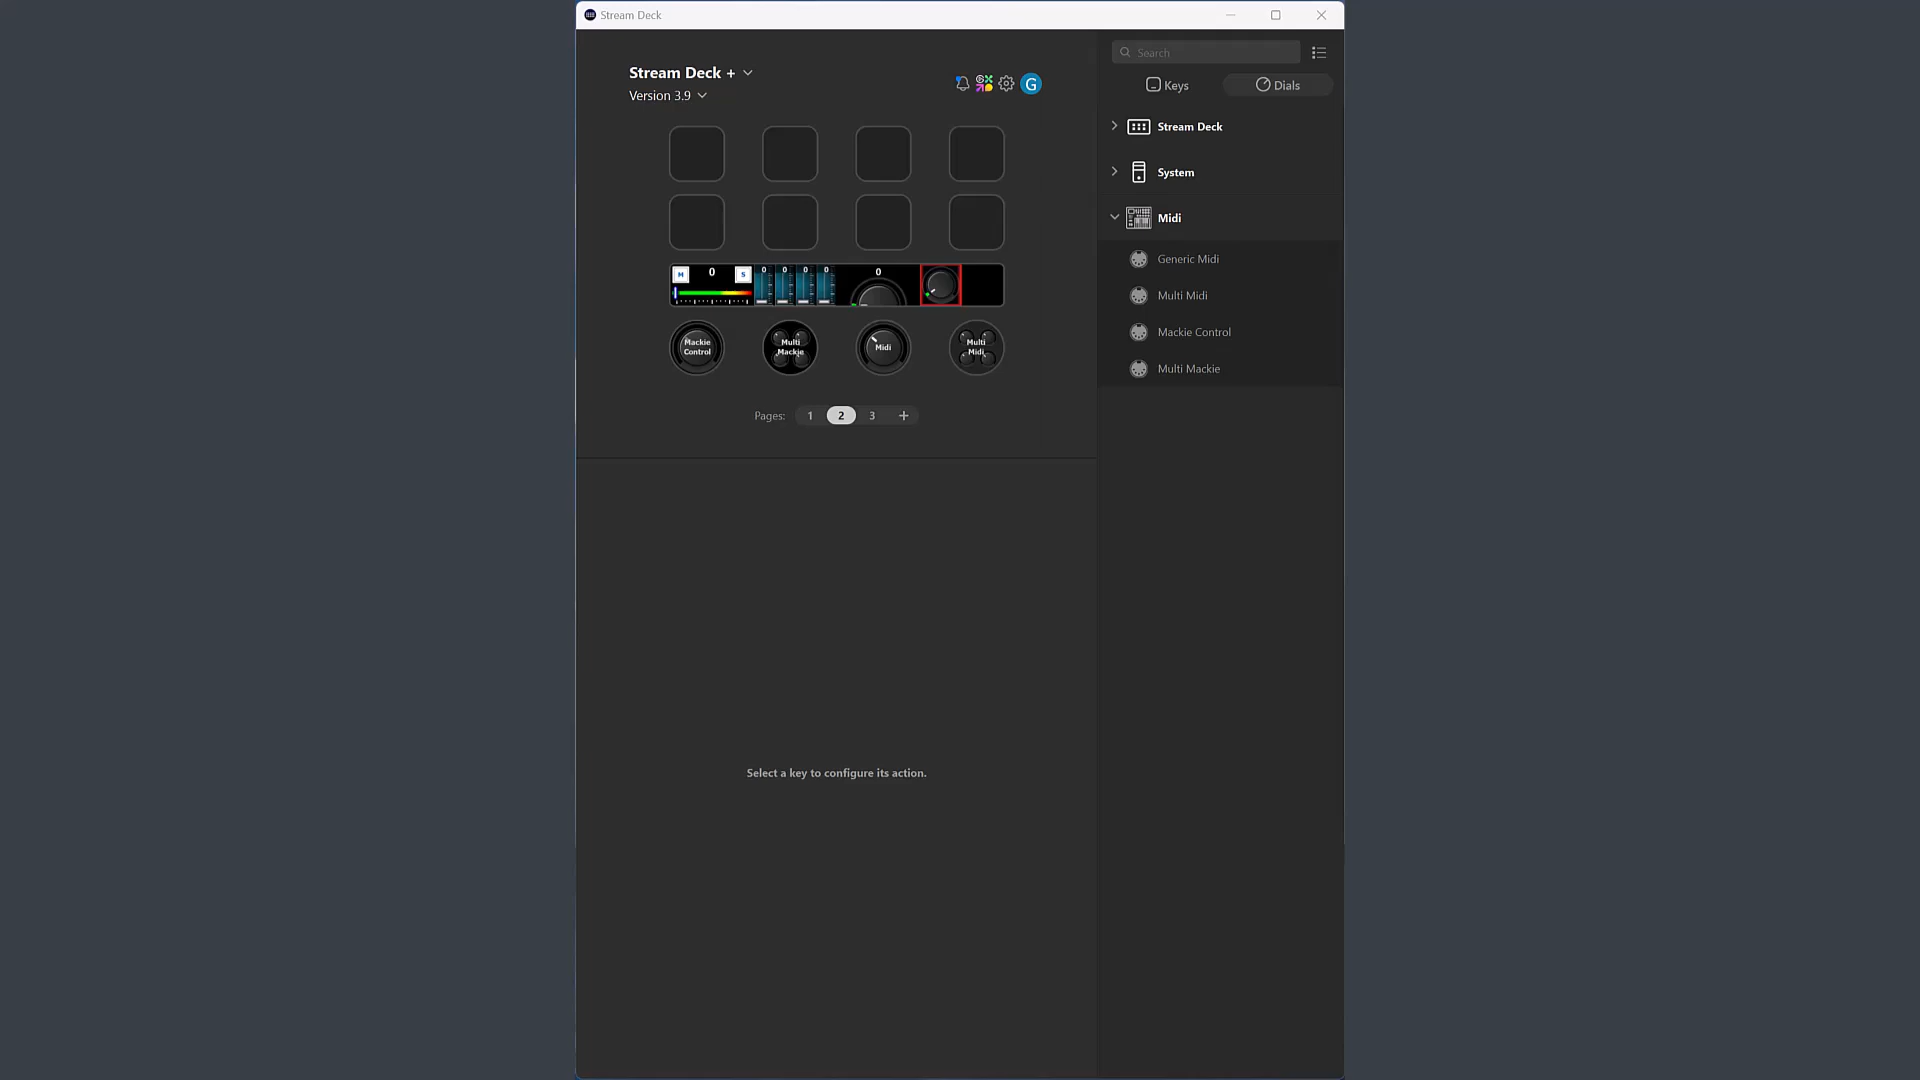 Stream Deck
Search
Stream Deck +
Version 3.9
G
Keys
Dials
Stream Deck
System
Midi
Generic Midi
Multi Midi
Mackie Control
Multi Mackie
M 0 S 0 0 0 0 0
Mackie
Control
Multi
Mackie
Midi
Multi
Midi
Pages: 1 2 3 +
Select a key to configure its action.